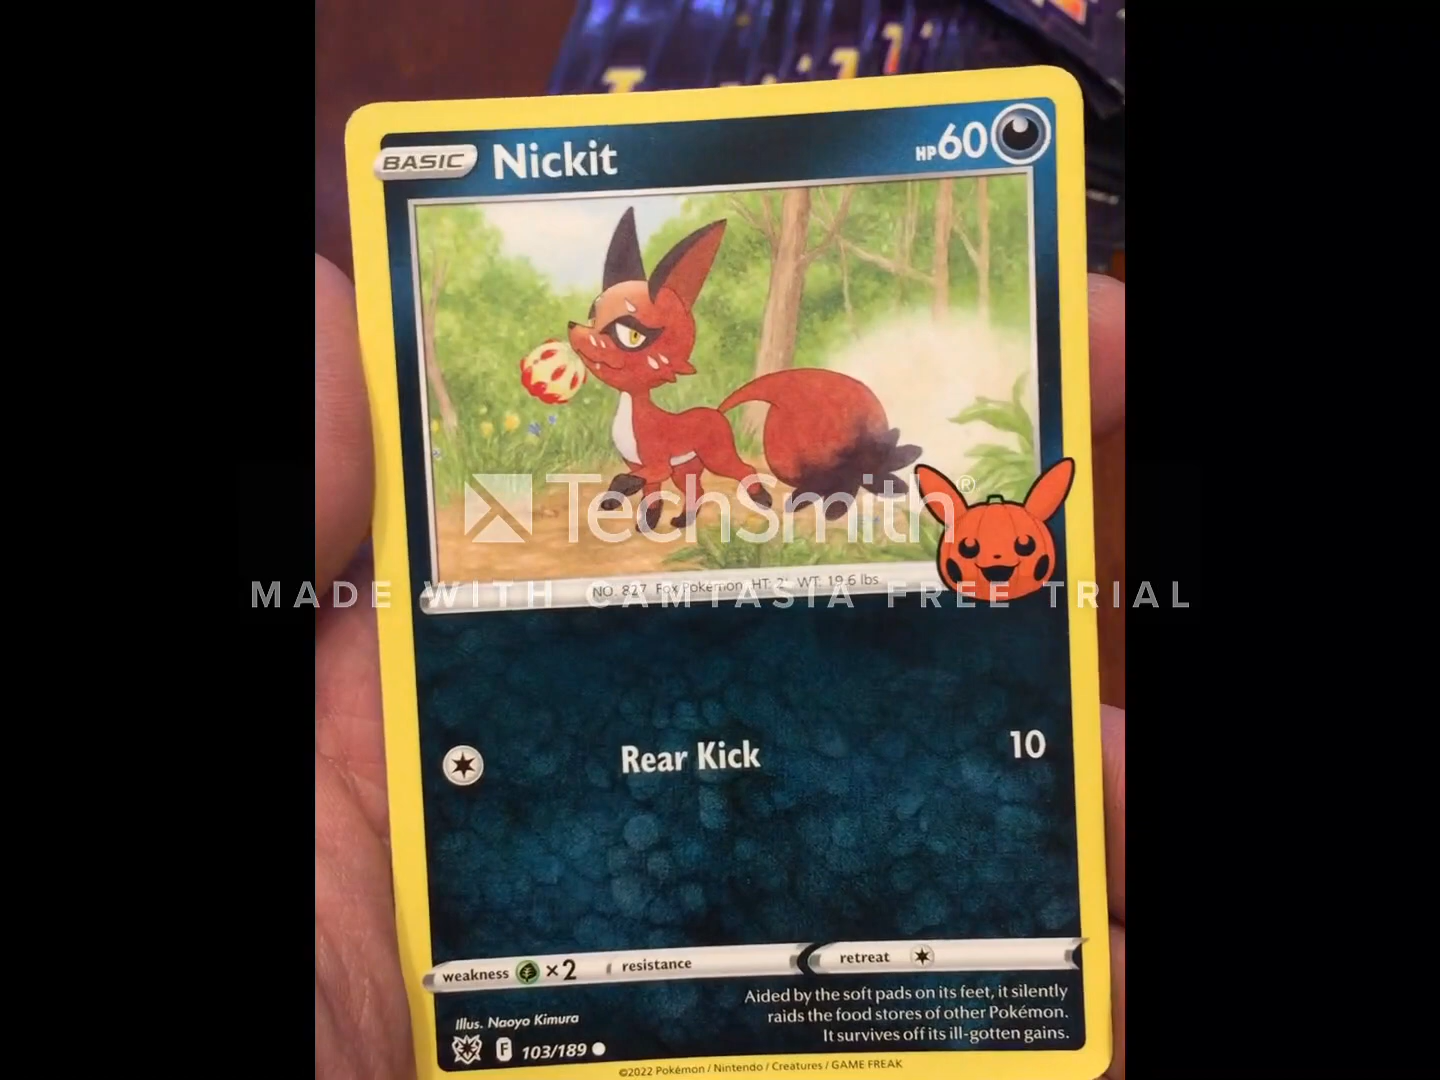 BASIC Nickit HP 60
TechSmith®
NO. 827 Fox Pokémon HT: 2' WT: 19.6 lbs.
MADE WITH CAMTASIA FREE TRIAL
Rear Kick 10
weakness ×2 resistance retreat
Aided by the soft pads on its feet, it silently
raids the food stores of other Pokémon.
It survives off its ill-gotten gains.
Illus. Naoyo Kimura
F 103/189
©2022 Pokémon / Nintendo / Creatures / GAME FREAK